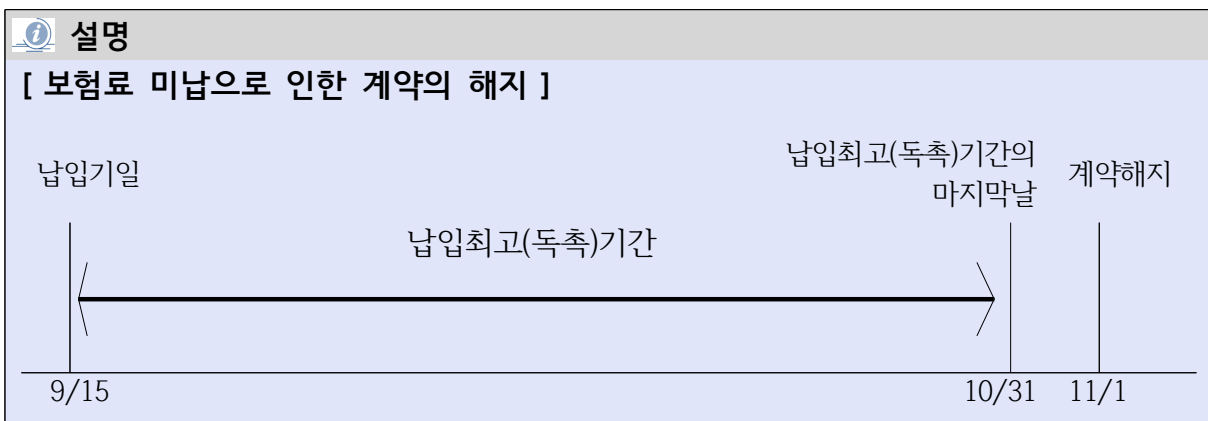 설명
[ 보험료 미납으로 인한 계약의 해지 ]
납입기일
납입최고(독촉)기간의
마지막날
계약해지
납입최고(독촉)기간
9/15
10/31
11/1